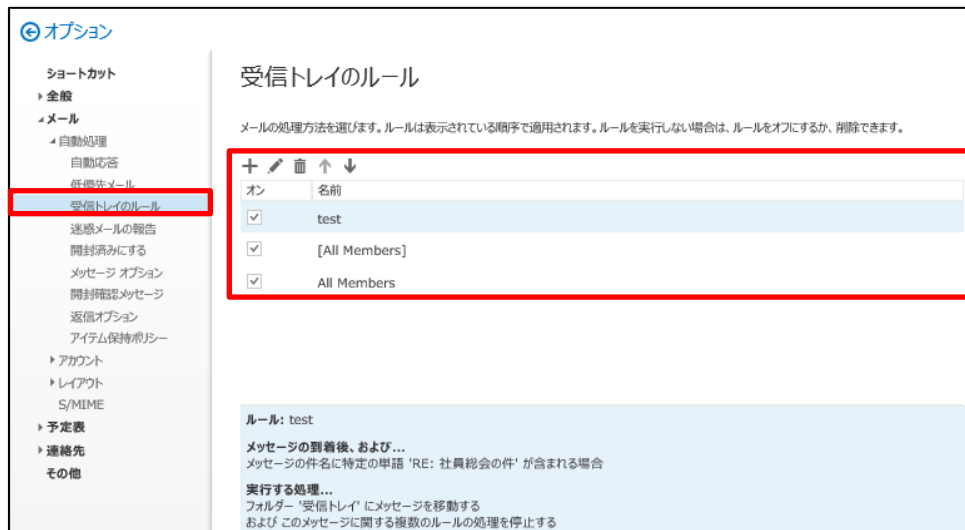 オプション
ショートカット
全般
メール
自動処理
自動応答
低優先メール
受信トレイのルール
迷惑メールの報告
開封済みにする
メッセージ オプション
開封確認メッセージ
返信オプション
アイテム保持ポリシー
アカウント
レイアウト
S/MIME
予定表
連絡先
その他
受信トレイのルール
メールの処理方法を選びます。ルールは表示されている順序で適用されます。ルールを実行しない場合は、ルールをオフにするか、削除できます。
オン 名前
test
[All Members]
All Members
ルール: test
メッセージの到着後、および...
メッセージの件名に特定の単語 'RE: 社員総会の件' が含まれる場合
実行する処理...
フォルダー '受信トレイ' にメッセージを移動する
および このメッセージに関する複数のルールの処理を停止する